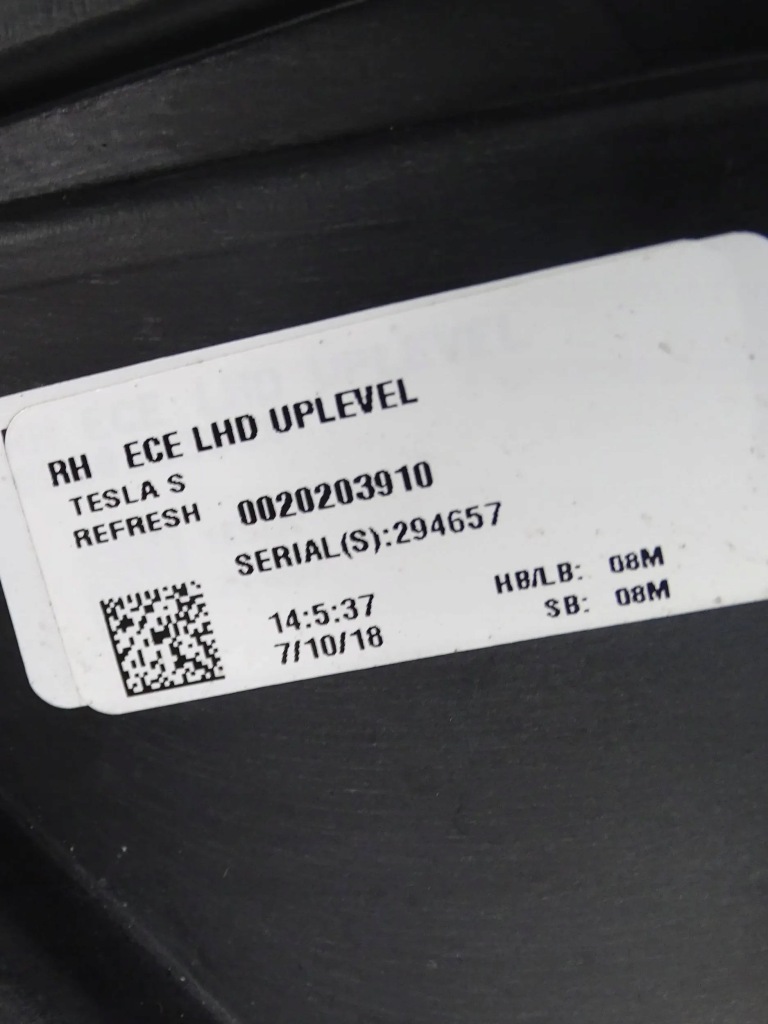 RH ECE LHD UPLEVEL
TESLA S
REFRESH
0020203910
SERIAL(S):294657
14:5:37
7/10/18
HB/LB: 08M
SB: 08M